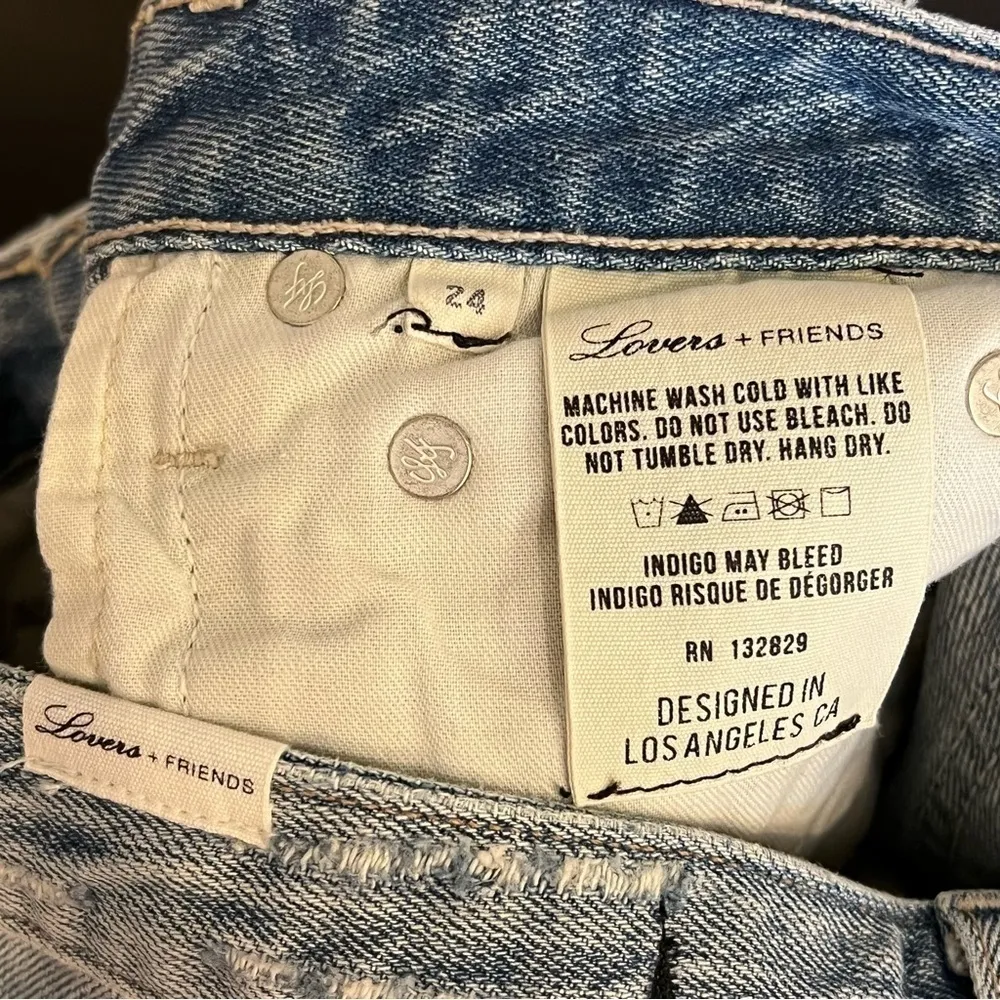 24
Lovers + FRIENDS
MACHINE WASH COLD WITH LIKE
COLORS. DO NOT USE BLEACH. DO
NOT TUMBLE DRY. HANG DRY.
INDIGO MAY BLEED
INDIGO RISQUE DE DÉGORGER
RN 132829
DESIGNED IN
LOS ANGELES CA
Lovers + FRIENDS